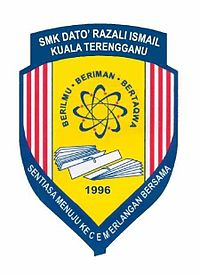 SMK DATO' RAZALI ISMAIL
KUALA TERENGGANU
BERILMU · BERIMAN · BERTAQWA
1996
SENTIASA MENUJU KECEMERLANGAN BERSAMA